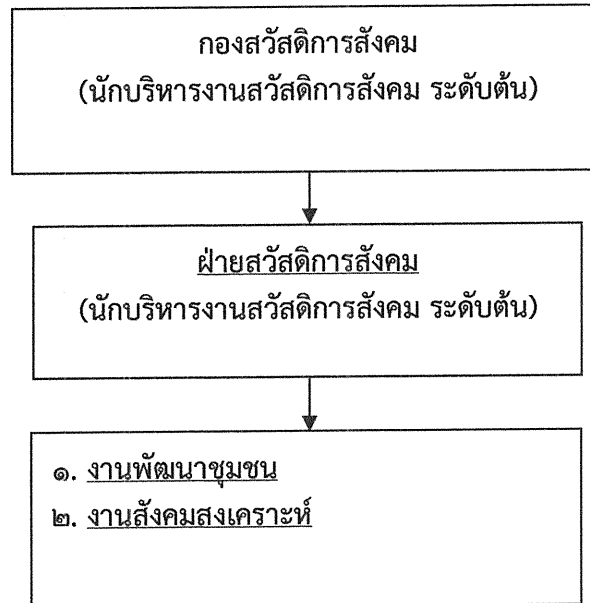 กองสวัสดิการสังคม
(นักบริหารงานสวัสดิการสังคม ระดับต้น)
ฝ่ายสวัสดิการสังคม
(นักบริหารงานสวัสดิการสังคม ระดับต้น)
๑. งานพัฒนาชุมชน
๒. งานสังคมสงเคราะห์